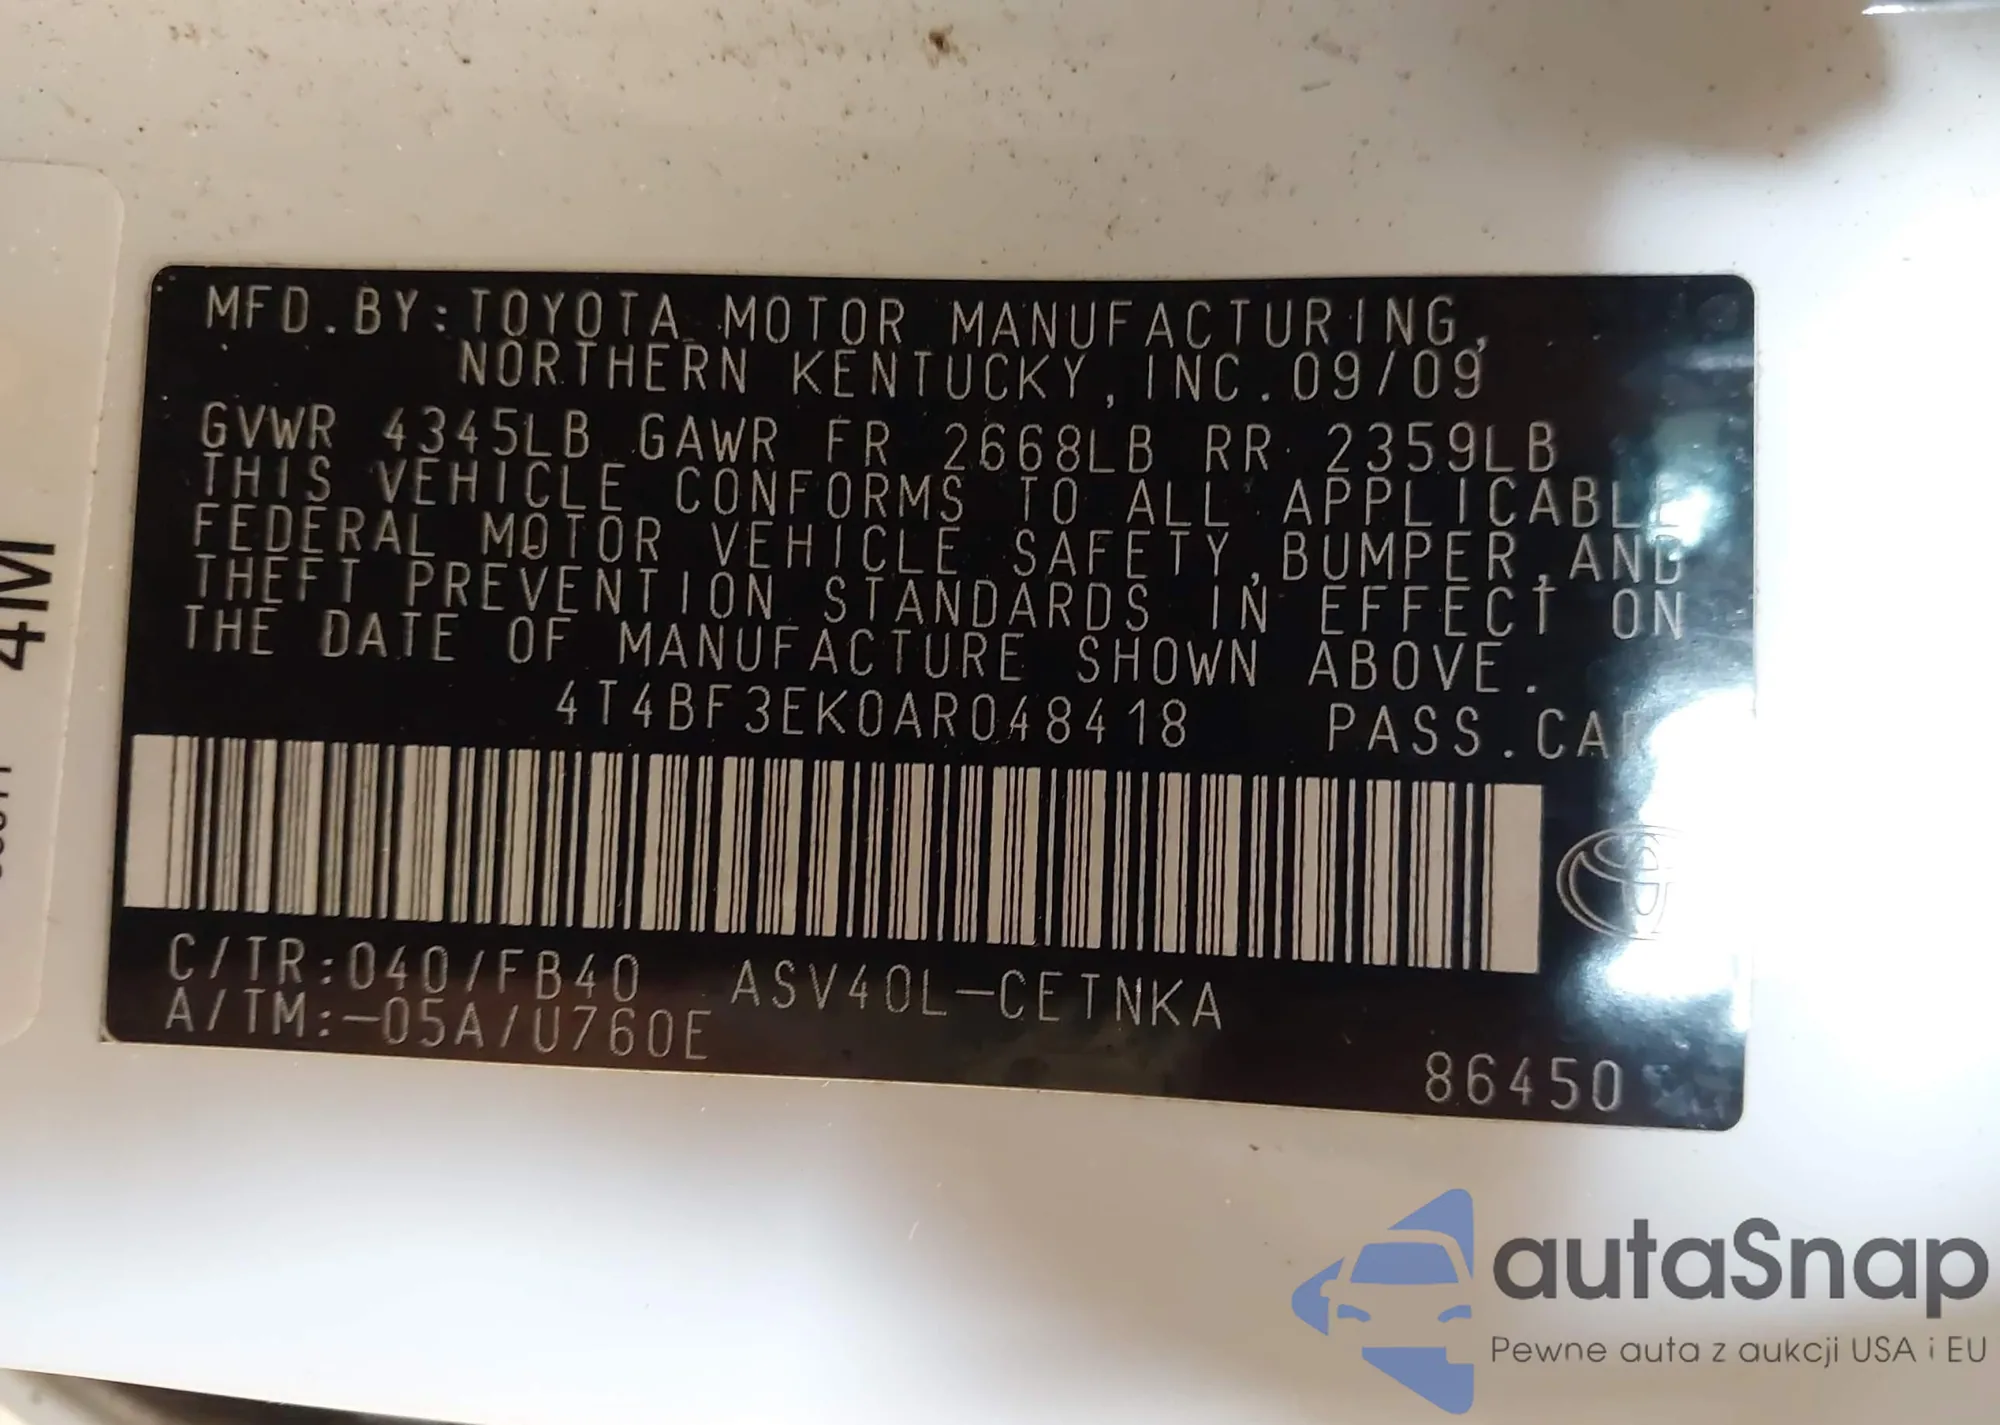 MFD.BY:TOYOTA MOTOR MANUFACTURING,
NORTHERN KENTUCKY, INC. 09/09
GVWR 4345LB GAWR FR 2668LB RR 2359LB
THIS VEHICLE CONFORMS TO ALL APPLICABLE
FEDERAL MOTOR VEHICLE SAFETY, BUMPER, AND
THEFT PREVENTION STANDARDS IN EFFECT ON
THE DATE OF MANUFACTURE SHOWN ABOVE.
4T4BF3EK0AR048418 PASS.CAR
C/TR:040/FB40 ASV40L-CETNKA
A/TM:-05A/U760E
86450
4M
autaSnap
Pewne auta z aukcji USA i EU